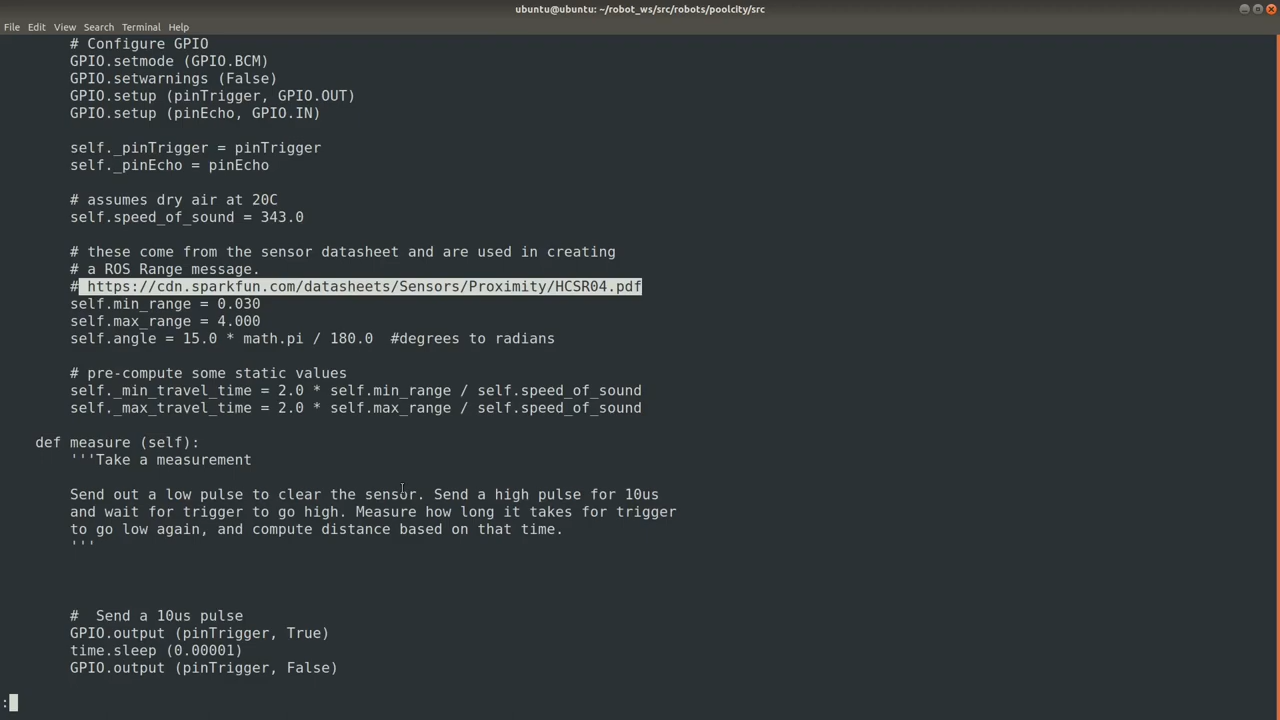 ubuntu@ubuntu: ~/robot_ws/src/robots/poolcity/src
File Edit View Search Terminal Help
# Configure GPIO
GPIO.setmode (GPIO.BCM)
GPIO.setwarnings (False)
GPIO.setup (pinTrigger, GPIO.OUT)
GPIO.setup (pinEcho, GPIO.IN)
self._pinTrigger = pinTrigger
self._pinEcho = pinEcho
# assumes dry air at 20C
self.speed_of_sound = 343.0
# these come from the sensor datasheet and are used in creating
# a ROS Range message.
# https://cdn.sparkfun.com/datasheets/Sensors/Proximity/HCSR04.pdf
self.min_range = 0.030
self.max_range = 4.000
self.angle = 15.0 * math.pi / 180.0  #degrees to radians
# pre-compute some static values
self._min_travel_time = 2.0 * self.min_range / self.speed_of_sound
self._max_travel_time = 2.0 * self.max_range / self.speed_of_sound
def measure (self):
'''Take a measurement
Send out a low pulse to clear the sensor. Send a high pulse for 10us
and wait for trigger to go high. Measure how long it takes for trigger
to go low again, and compute distance based on that time.
'''
#  Send a 10us pulse
GPIO.output (pinTrigger, True)
time.sleep (0.00001)
GPIO.output (pinTrigger, False)
: